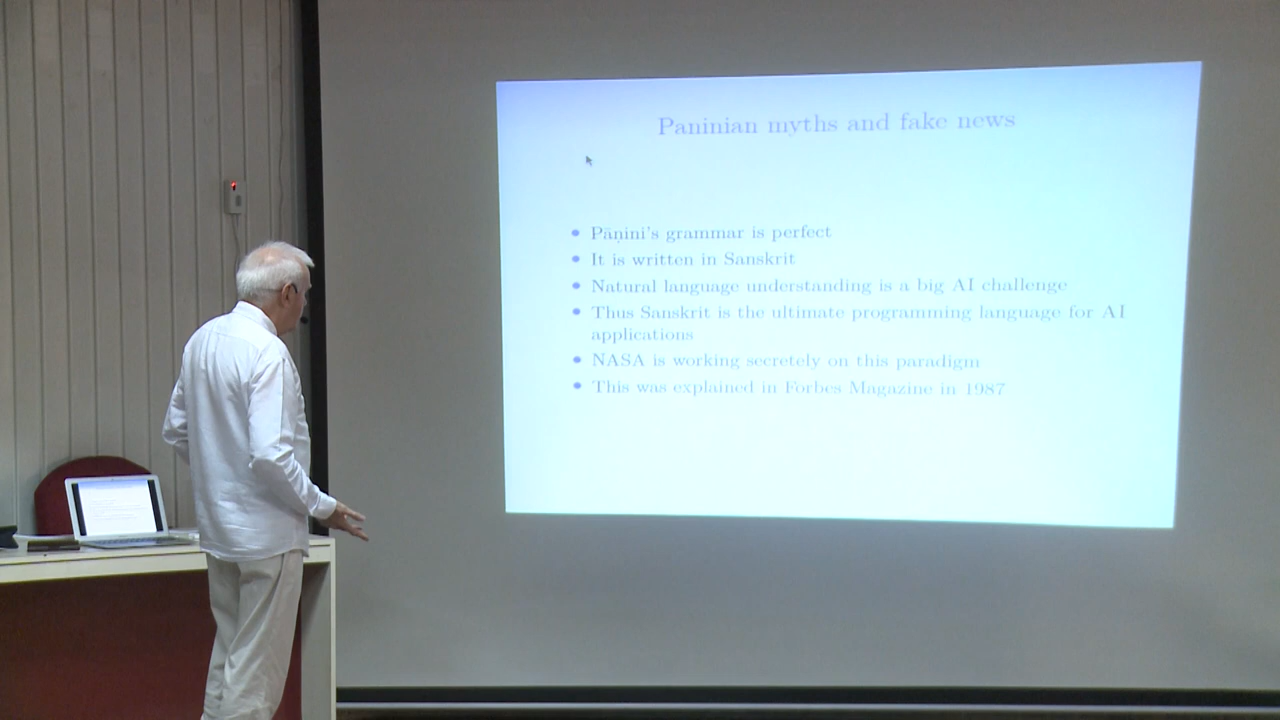 Paninian myths and fake news
• Pāṇini's grammar is perfect
• It is written in Sanskrit
• Natural language understanding is a big AI challenge
• Thus Sanskrit is the ultimate programming language for AI
applications
• NASA is working secretely on this paradigm
• This was explained in Forbes Magazine in 1987